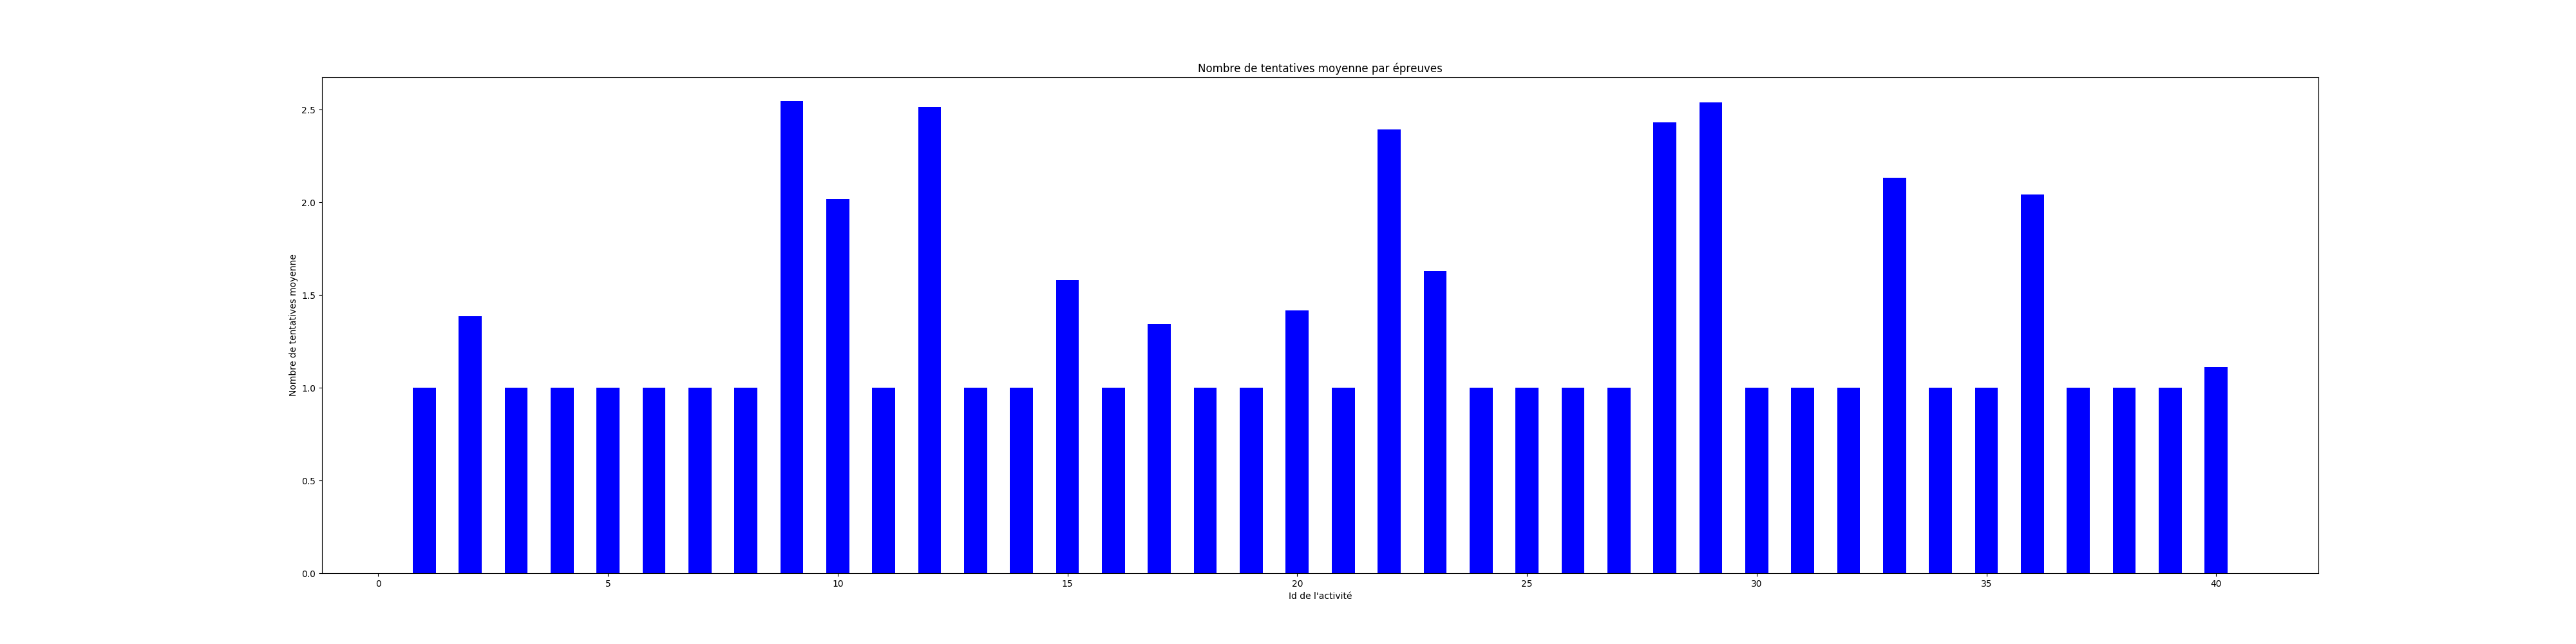 Nombre de tentatives moyenne par épreuves
Nombre de tentatives moyenne
2.5
2.0
1.5
1.0
0.5
0.0
0 5 10 15 20 25 30 35 40
Id de l'activité